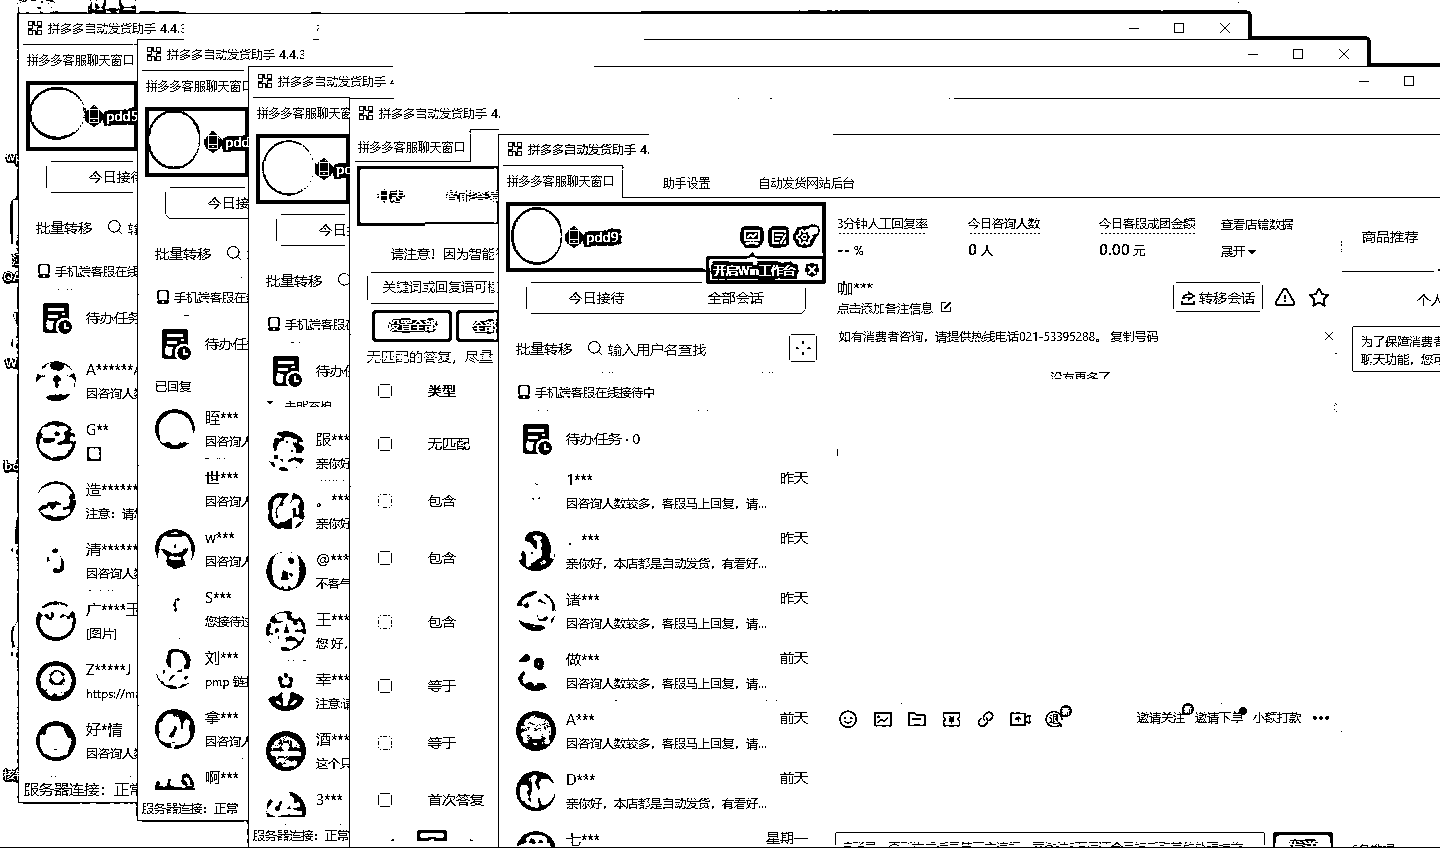 拼多多自动发货助手 4.4.3
拼多多客服聊天窗口
pdd5
今日接待
批量转移
手机端客服在线
待办任务
A******
因咨询人数
G**
造******
注意：请
清******
因咨询人数
广****玉
[图片]
Z*****J
https://m
好*情
因咨询人数
服务器连接：正常
拼多多自动发货助手 4.4.3
拼多多客服聊天窗口
pdd
今日接
批量转移
手机端客服在
待办任
已回复
眰***
因咨询人
世***
因咨询人
w***
因咨询人
S***
您接待过
刘***
pmp 链
拿***
因咨询人
啊***
服务器连接：正常
拼多多自动发货助手 4
拼多多客服聊天窗
今日
批量转移
手机端客服在
待办任
跟***
亲你好
。***
亲你好
@***
不客气
王***
您好，
幸***
注意:请
酒***
这个只
3***
服务器连接：正常
拼多多自动发货助手 4.
拼多多客服聊天窗口
请注意！因为智能
关键词或回复语可
设置全球
无匹配的答复，尽量
类型
无匹配
包含
包含
包含
等于
等于
首次答复
拼多多自动发货助手 4.
拼多多客服聊天窗口 助手设置 自动发货网站后台
pdd9
开启Win工作台
今日接待 全部会话
批量转移 输入用户名查找
手机端客服在线接待中
待办任务 · 0
1*** 昨天
因咨询人数较多，客服马上回复，请...
. *** 昨天
亲你好，本店都是自动发货，有看好...
诸*** 昨天
因咨询人数较多，客服马上回复，请...
做*** 前天
因咨询人数较多，客服马上回复，请...
A*** 前天
因咨询人数较多，客服马上回复，请...
D*** 前天
亲你好，本店都是自动发货，有看好...
七*** 星期一
3分钟人工回复率 今日咨询人数 今日客服成团金额 查看店铺数据
-- % 0 人 0.00 元 展开
咖***
点击添加备注信息
转移会话
如有消费者咨询，请提供热线电话021-53395288。 复制号码
没有更多了
邀请关注 邀请下单 小额打款
商品推荐
个人
为了保障消费者
聊天功能，您可